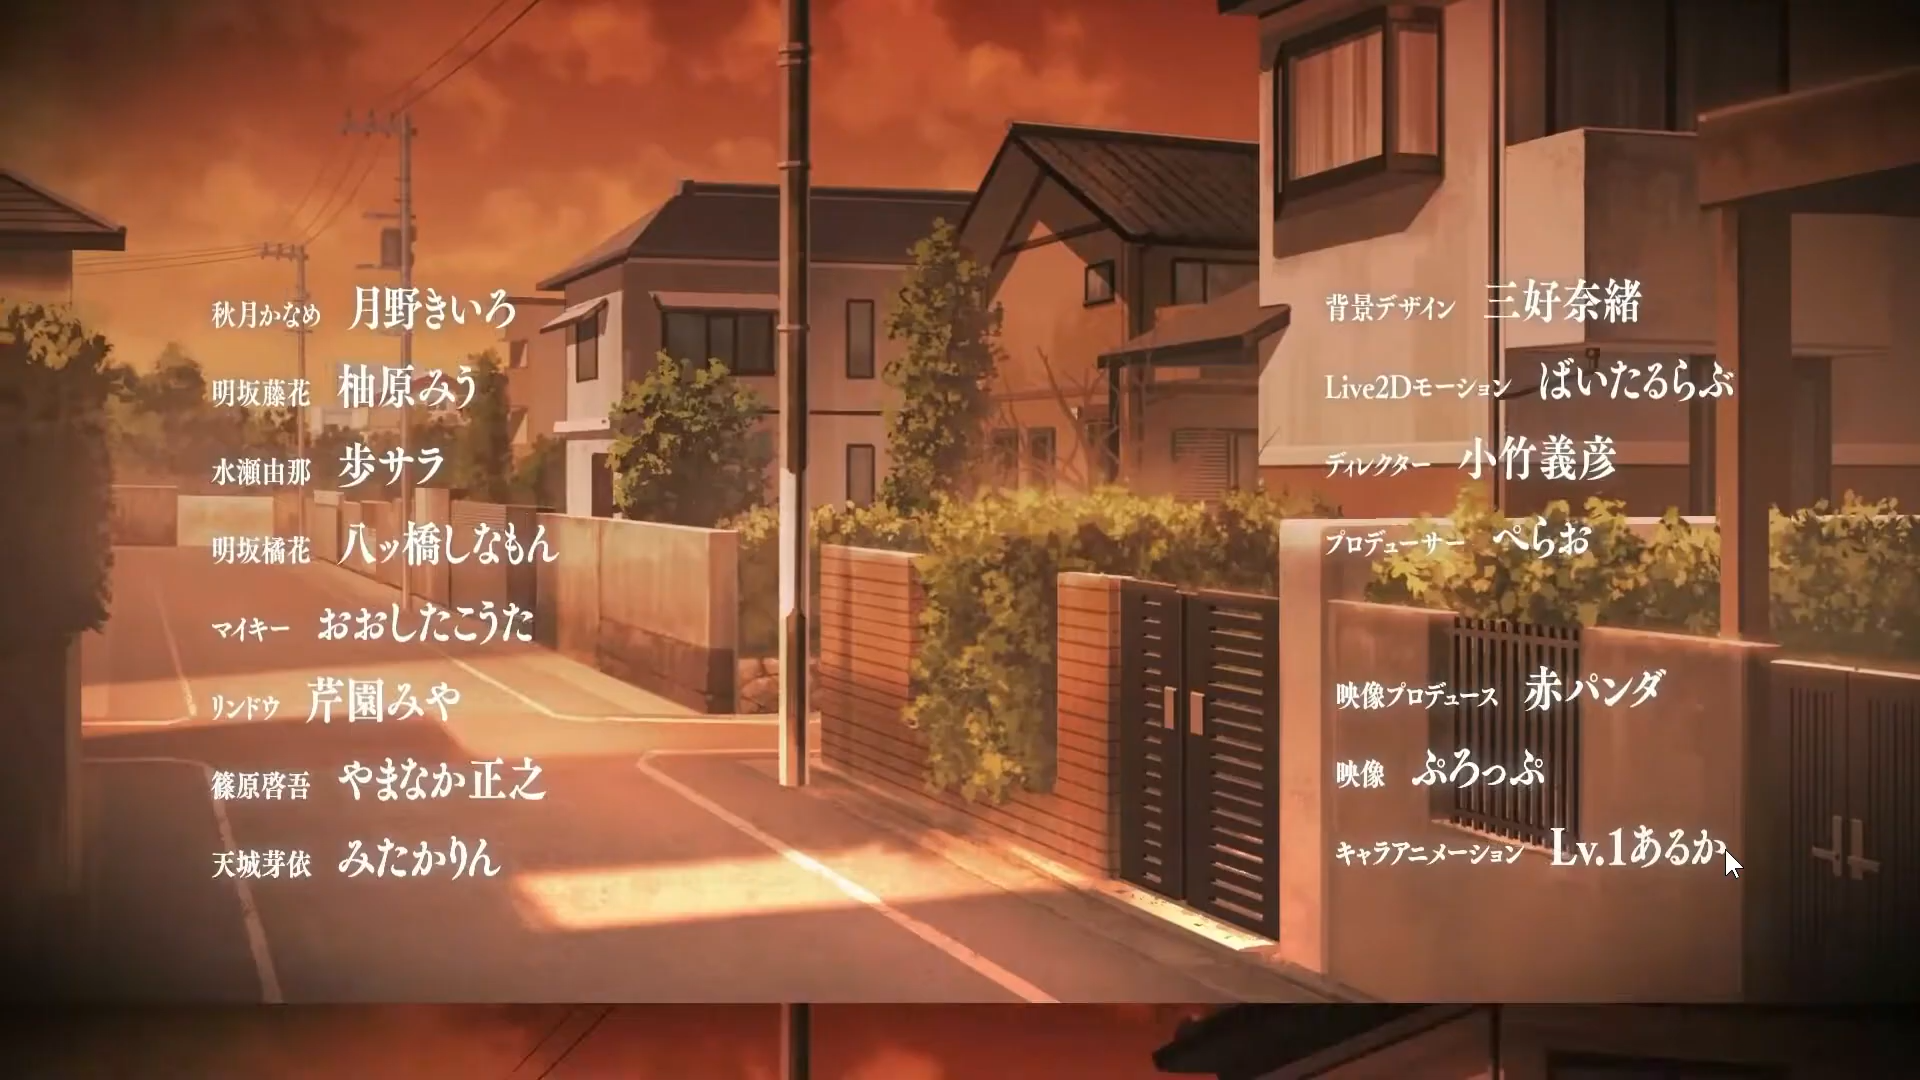 秋月かなめ 月野きいろ
明坂藤花 柚原みう
水瀬由那 歩サラ
明坂橘花 八ッ橋しなもん
マイキー おおしたこうた
リンドウ 芹園みや
篠原啓吾 やまなか正之
天城芽依 みたかりん
背景デザイン 三好奈緒
Live2Dモーション ばいたるらぶ
ディレクター 小竹義彦
プロデューサー ぺらお
映像プロデュース 赤パンダ
映像 ぷろっぷ
キャラアニメーション Lv.1あるか